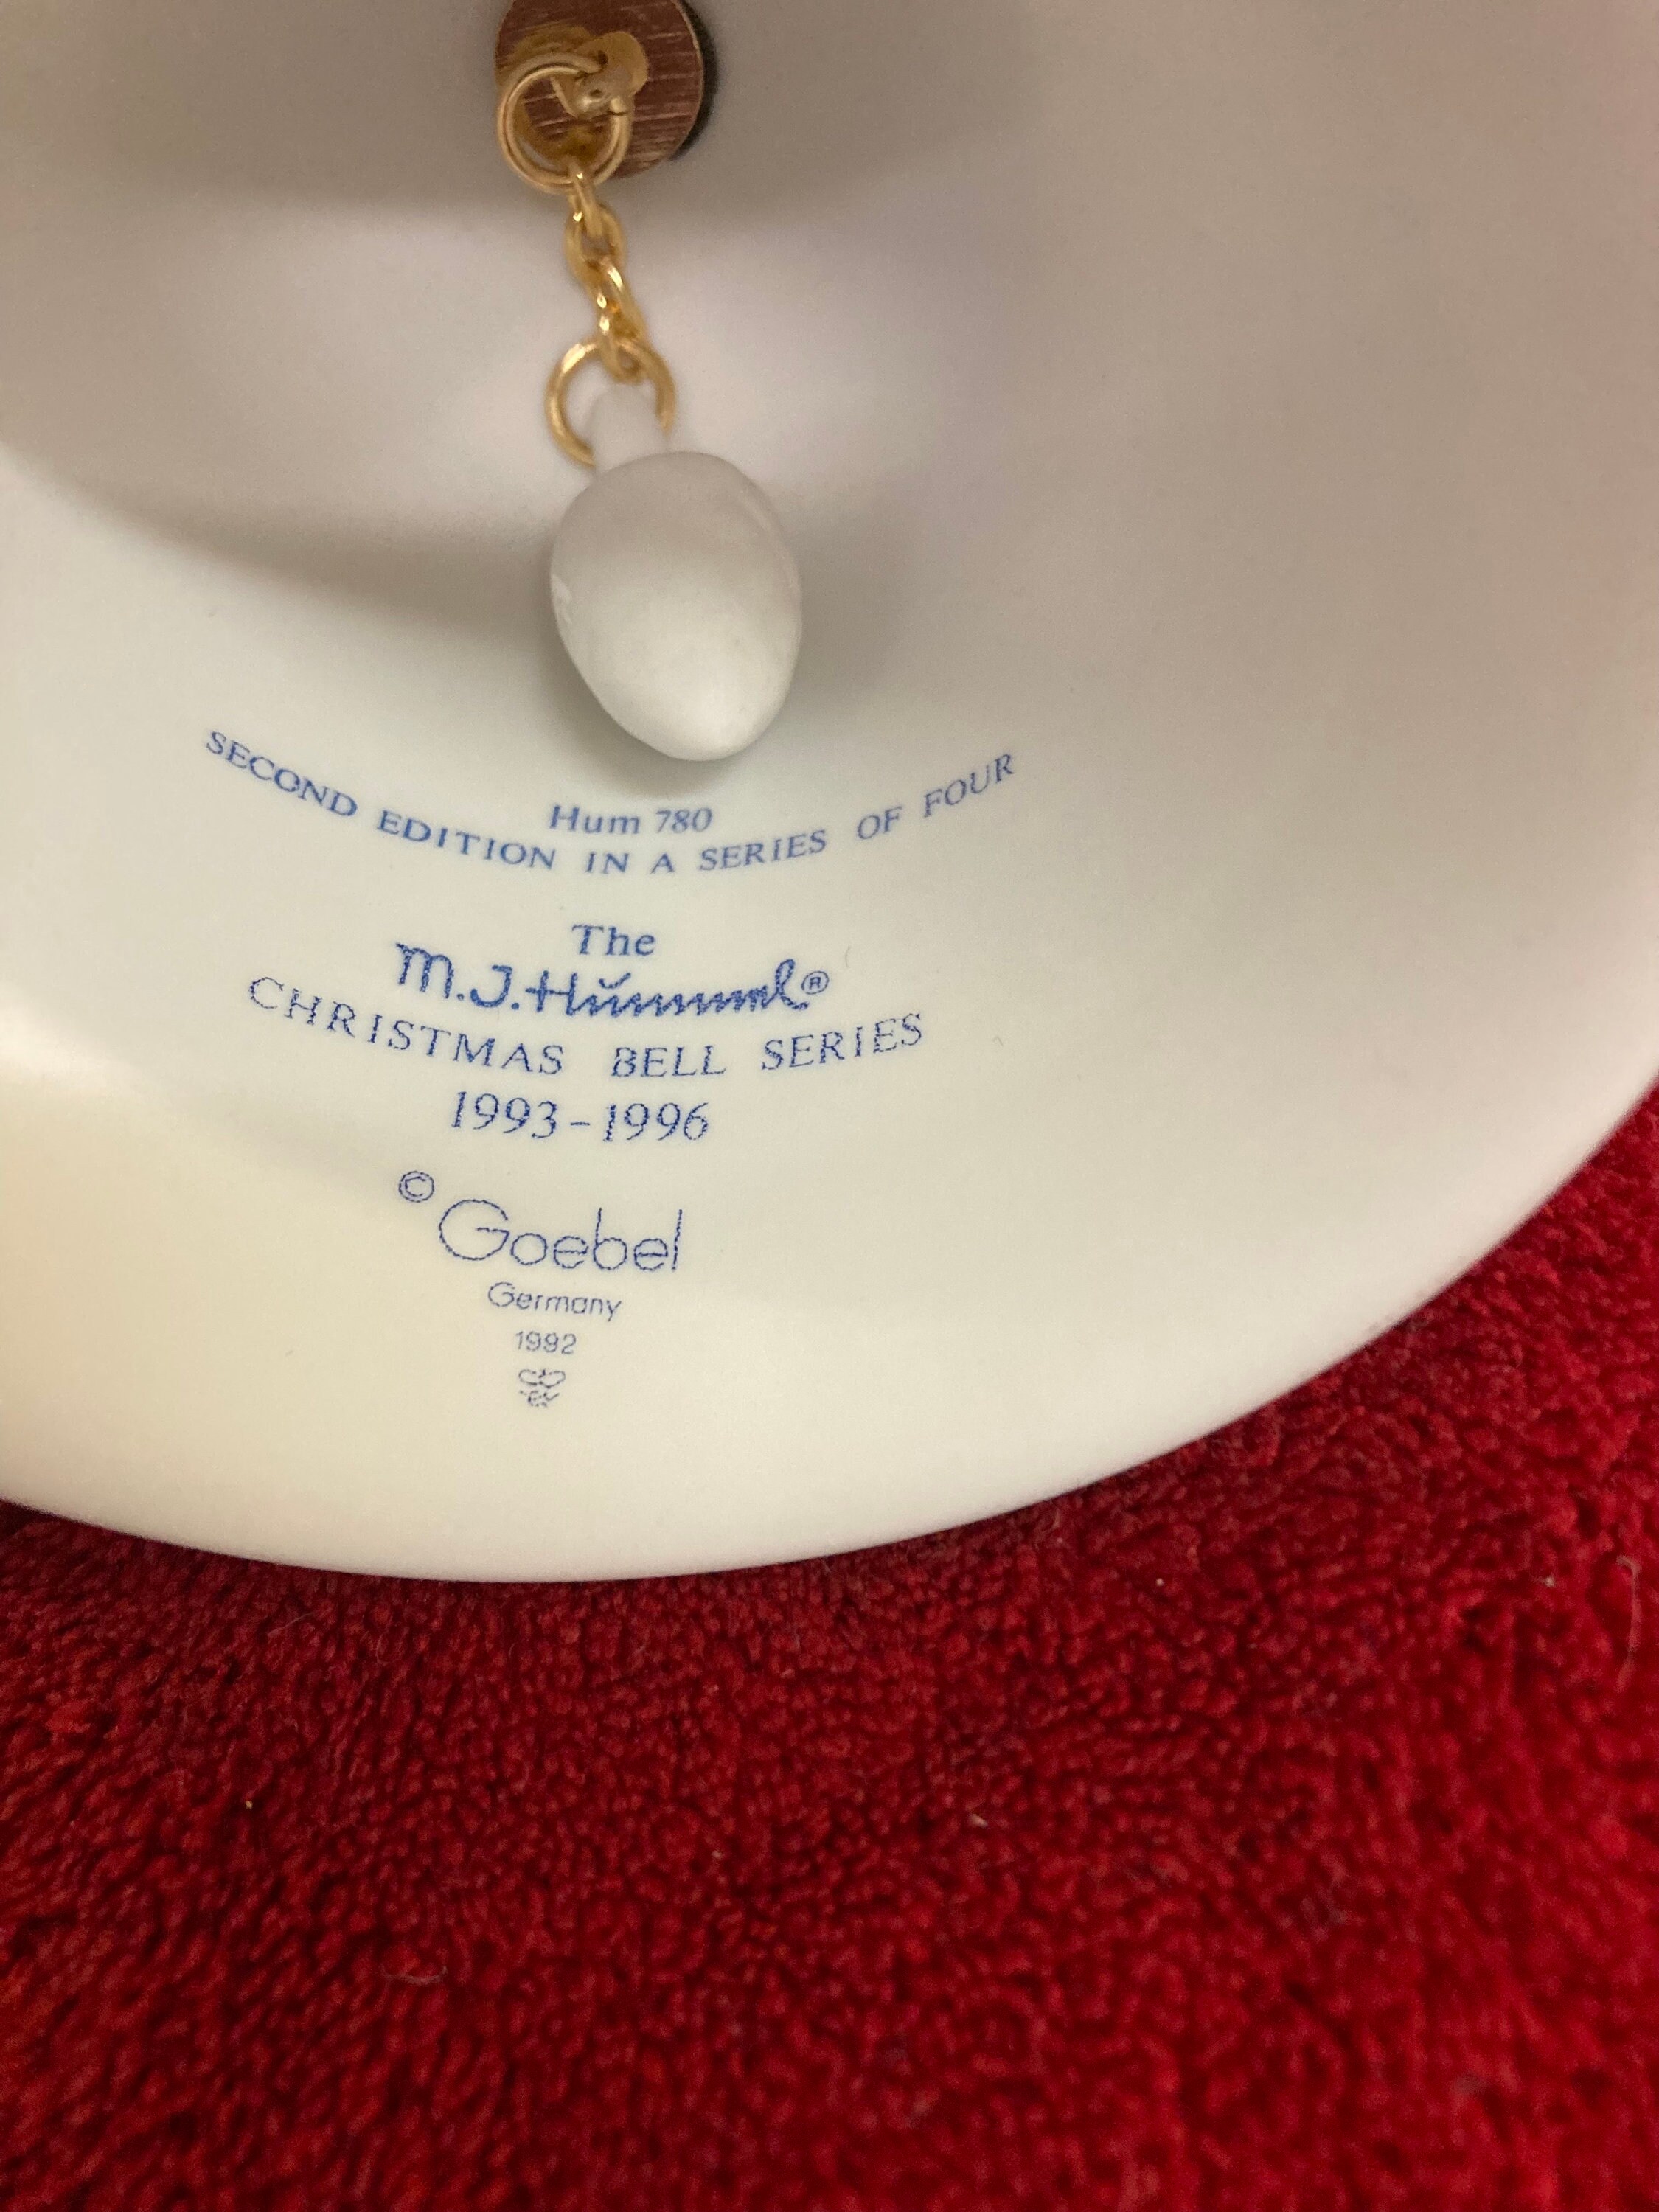 Hum 780
SECOND EDITION IN A SERIES OF FOUR
The
M.J.Hummel®
CHRISTMAS BELL SERIES
1993-1996
© Goebel
Germany
1992